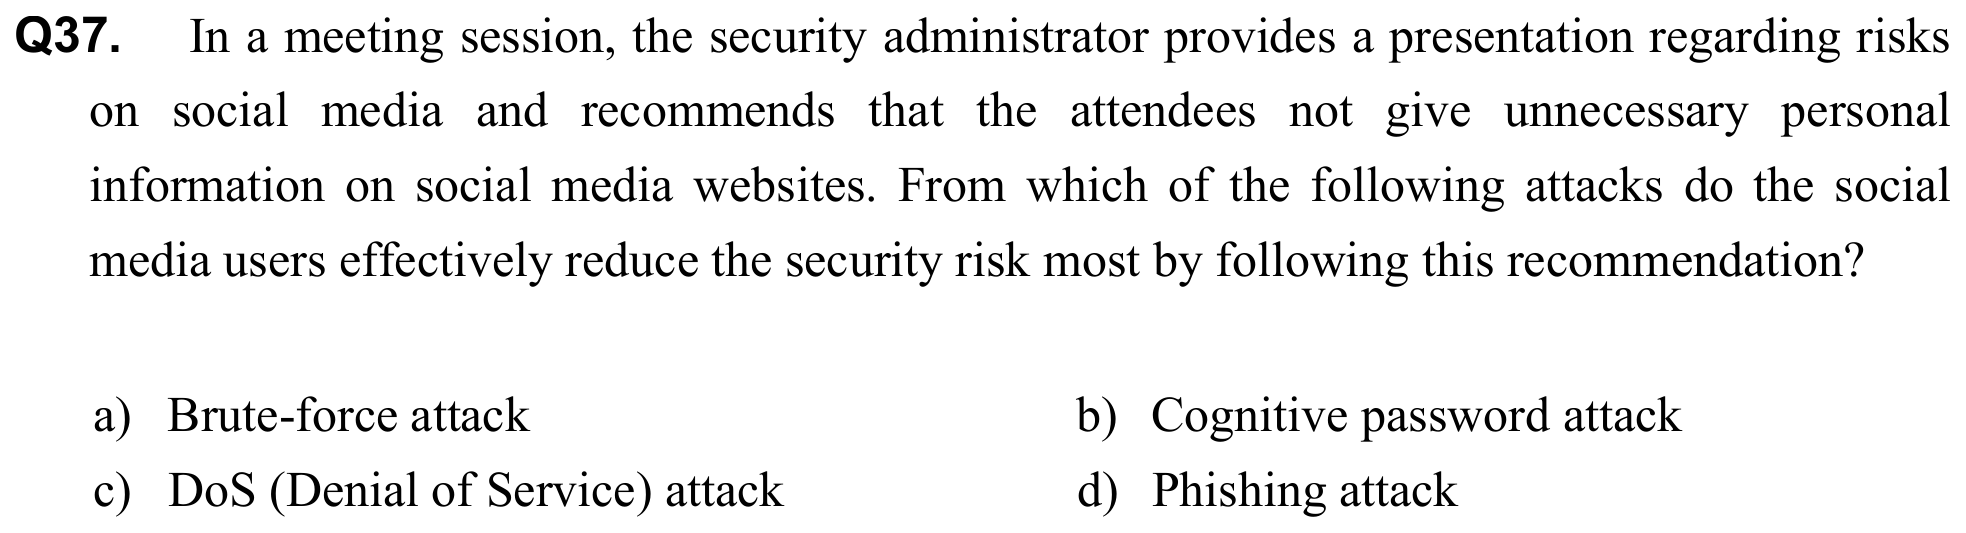 Q37. In a meeting session, the security administrator provides a presentation regarding risks
on social media and recommends that the attendees not give unnecessary personal
information on social media websites. From which of the following attacks do the social
media users effectively reduce the security risk most by following this recommendation?
a) Brute-force attack b) Cognitive password attack
c) DoS (Denial of Service) attack d) Phishing attack